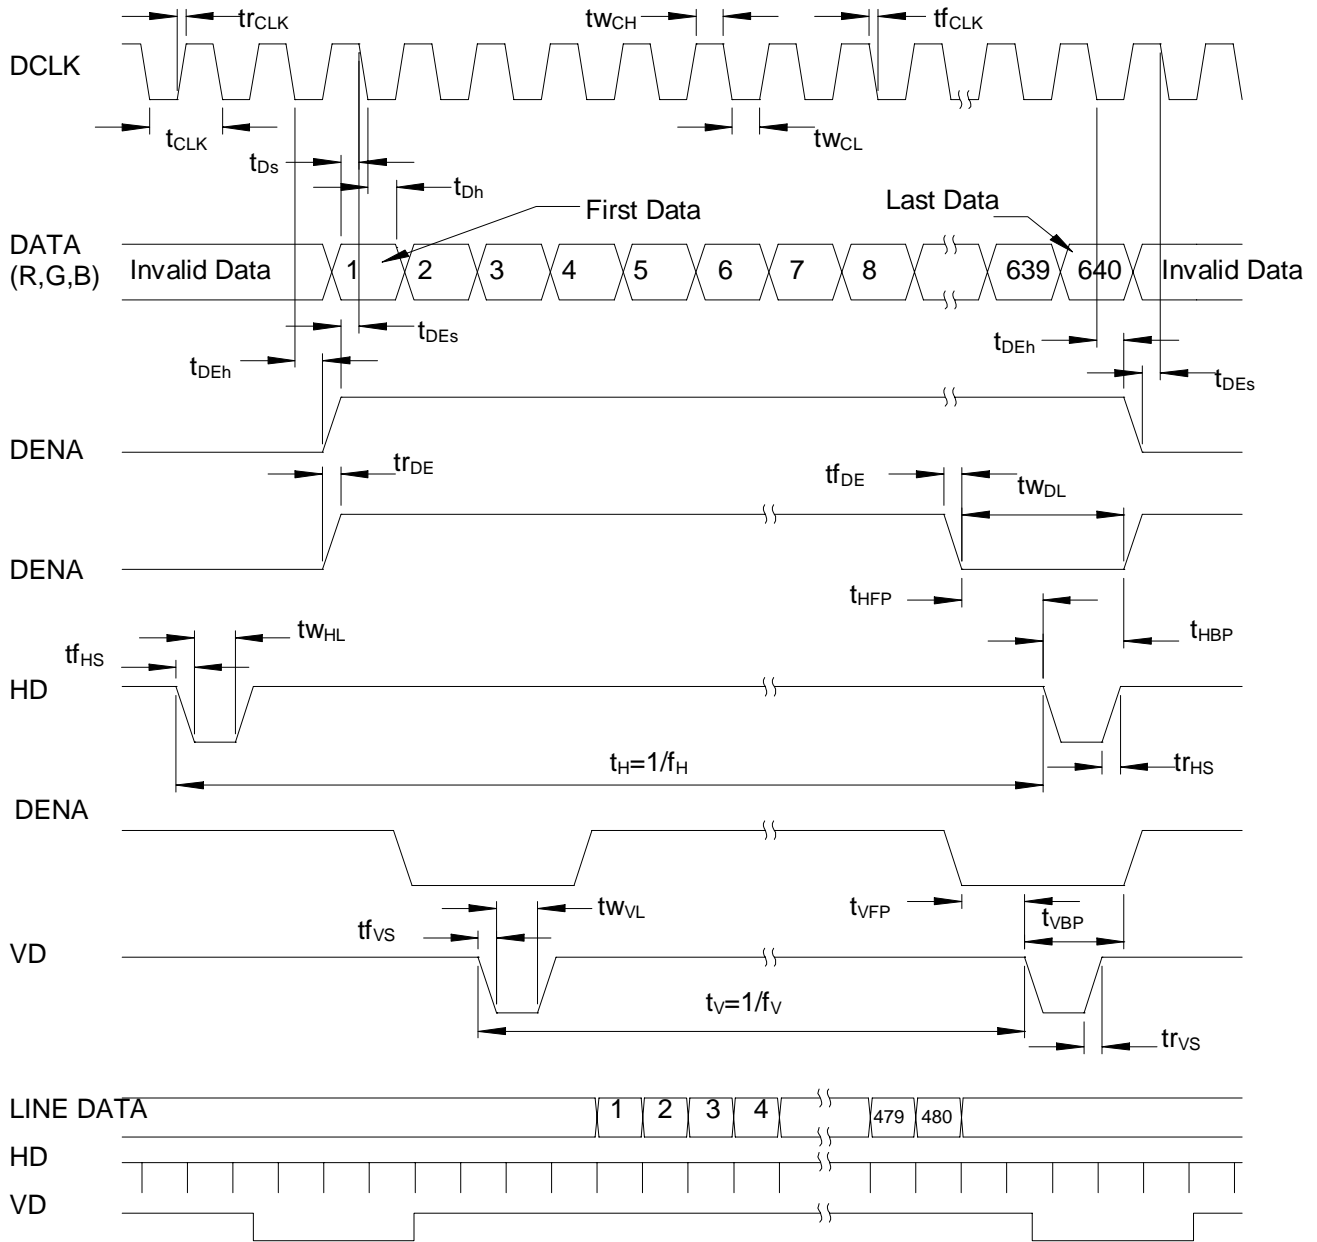 trCLK twCH tfCLK
DCLK
tCLK twCL
tDs
tDh
First Data Last Data
DATA
(R,G,B) Invalid Data 1 2 3 4 5 6 7 8 639 640 Invalid Data
tDEs tDEh
tDEh tDEs
DENA
trDE tfDE twDL
DENA
tHFP
twHL tHBP
tfHS
HD
tH=1/fH trHS
DENA
twVL tVFP tVBP
tfVS
VD
tV=1/fV
trVS
LINE DATA 1 2 3 4 479 480
HD
VD